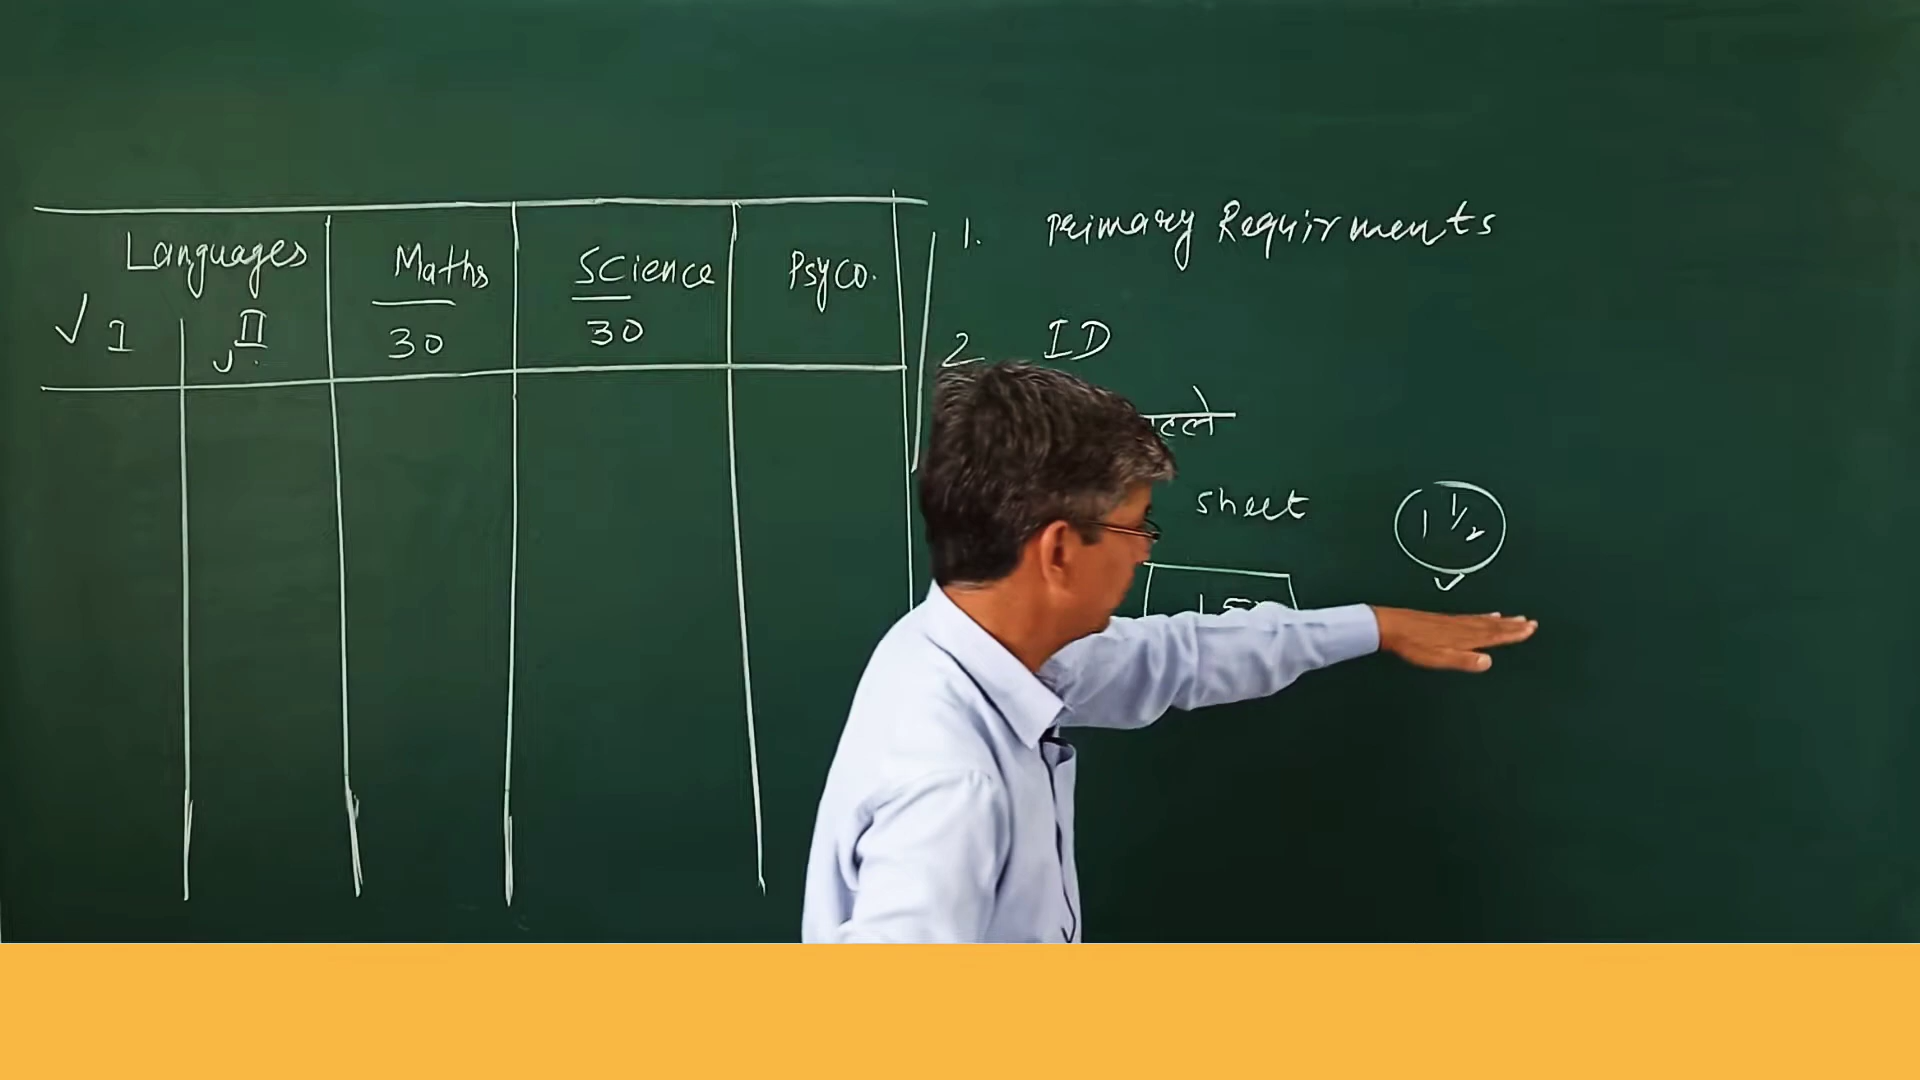 Languages Maths Science Psyco.
√ I II 30 30
1. Primary Requirments
2 ID
sheet 1 1/2